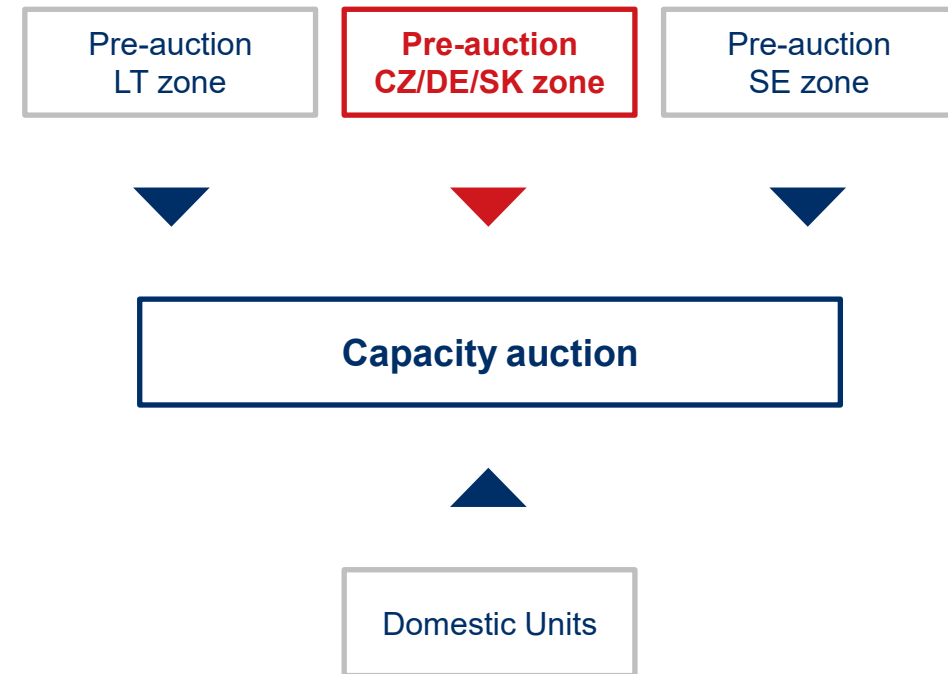 Pre-auction
LT zone
Pre-auction
CZ/DE/SK zone
Pre-auction
SE zone
Capacity auction
Domestic Units